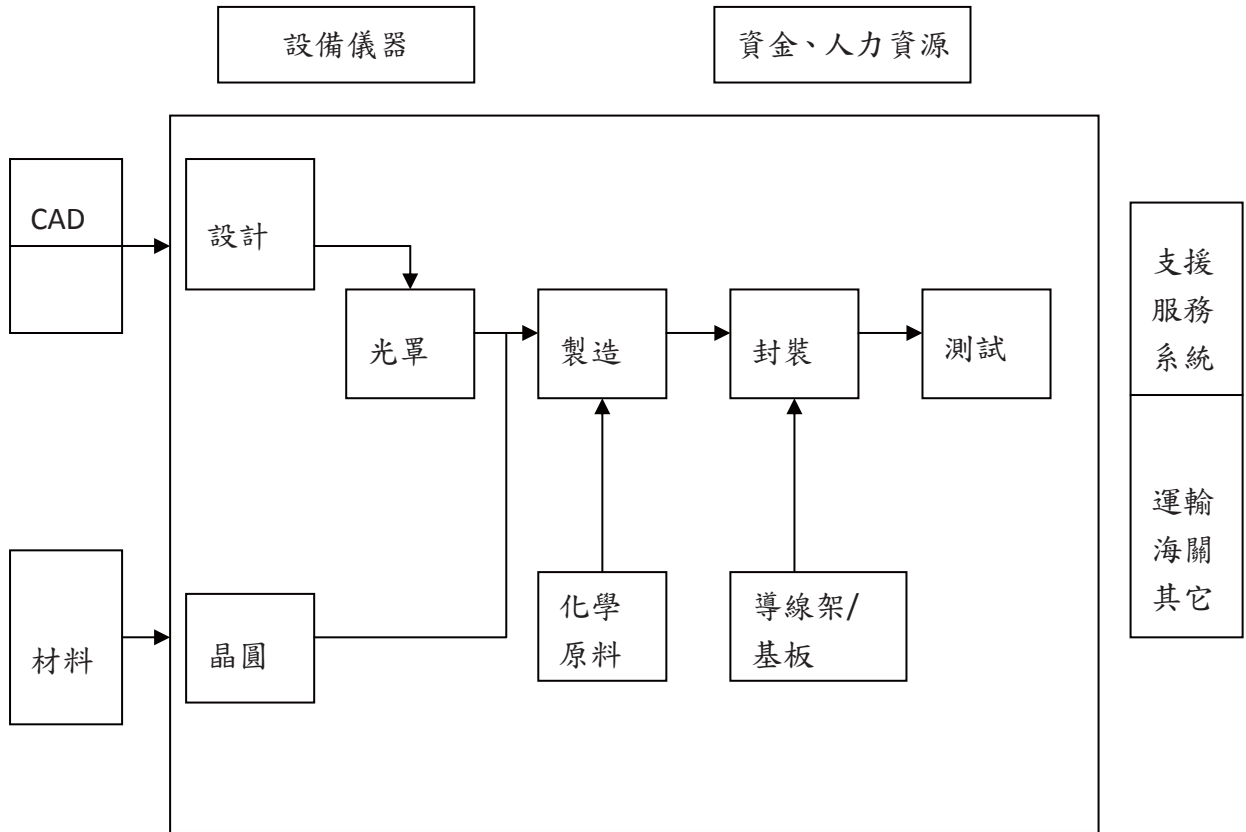 設備儀器
資金、人力資源
CAD
設計
支援
服務
系統
光罩
製造
封裝
測試
運輸
海關
其它
材料
晶圓
化學
原料
導線架/
基板